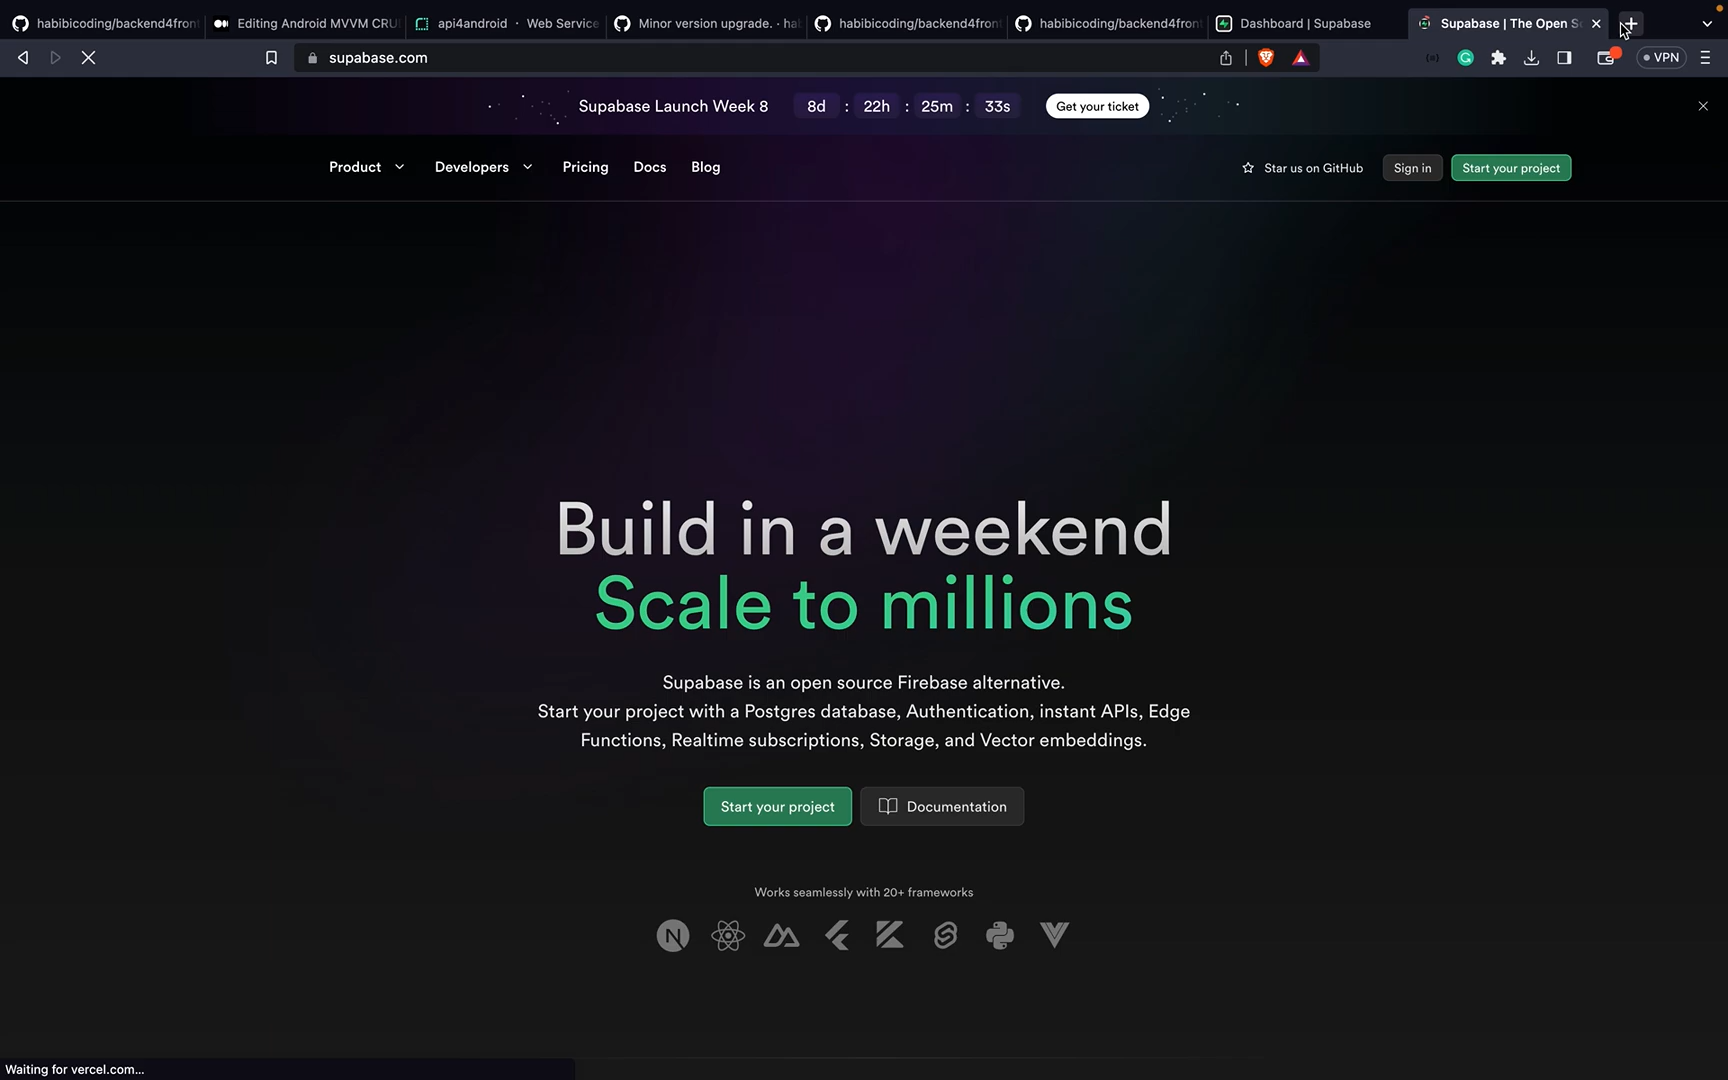 habibicoding/backend4front
Editing Android MVVM CRU
api4android · Web Service
Minor version upgrade. · hab
habibicoding/backend4front
habibicoding/backend4front
Dashboard | Supabase
Supabase | The Open S
supabase.com
VPN
Supabase Launch Week 8 8d : 22h : 25m : 33s Get your ticket
Product Developers Pricing Docs Blog Star us on GitHub Sign in Start your project
Build in a weekend
Scale to millions
Supabase is an open source Firebase alternative.
Start your project with a Postgres database, Authentication, instant APIs, Edge
Functions, Realtime subscriptions, Storage, and Vector embeddings.
Start your project Documentation
Works seamlessly with 20+ frameworks
Waiting for vercel.com...